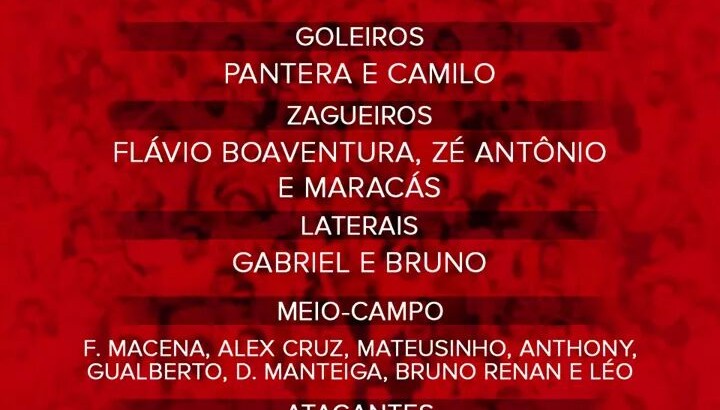 GOLEIROS
PANTERA E CAMILO
ZAGUEIROS
FLÁVIO BOAVENTURA, ZÉ ANTÔNIO
E MARACÁS
LATERAIS
GABRIEL E BRUNO
MEIO-CAMPO
F. MACENA, ALEX CRUZ, MATEUSINHO, ANTHONY,
GUALBERTO, D. MANTEIGA, BRUNO RENAN E LÉO
ATACANTES